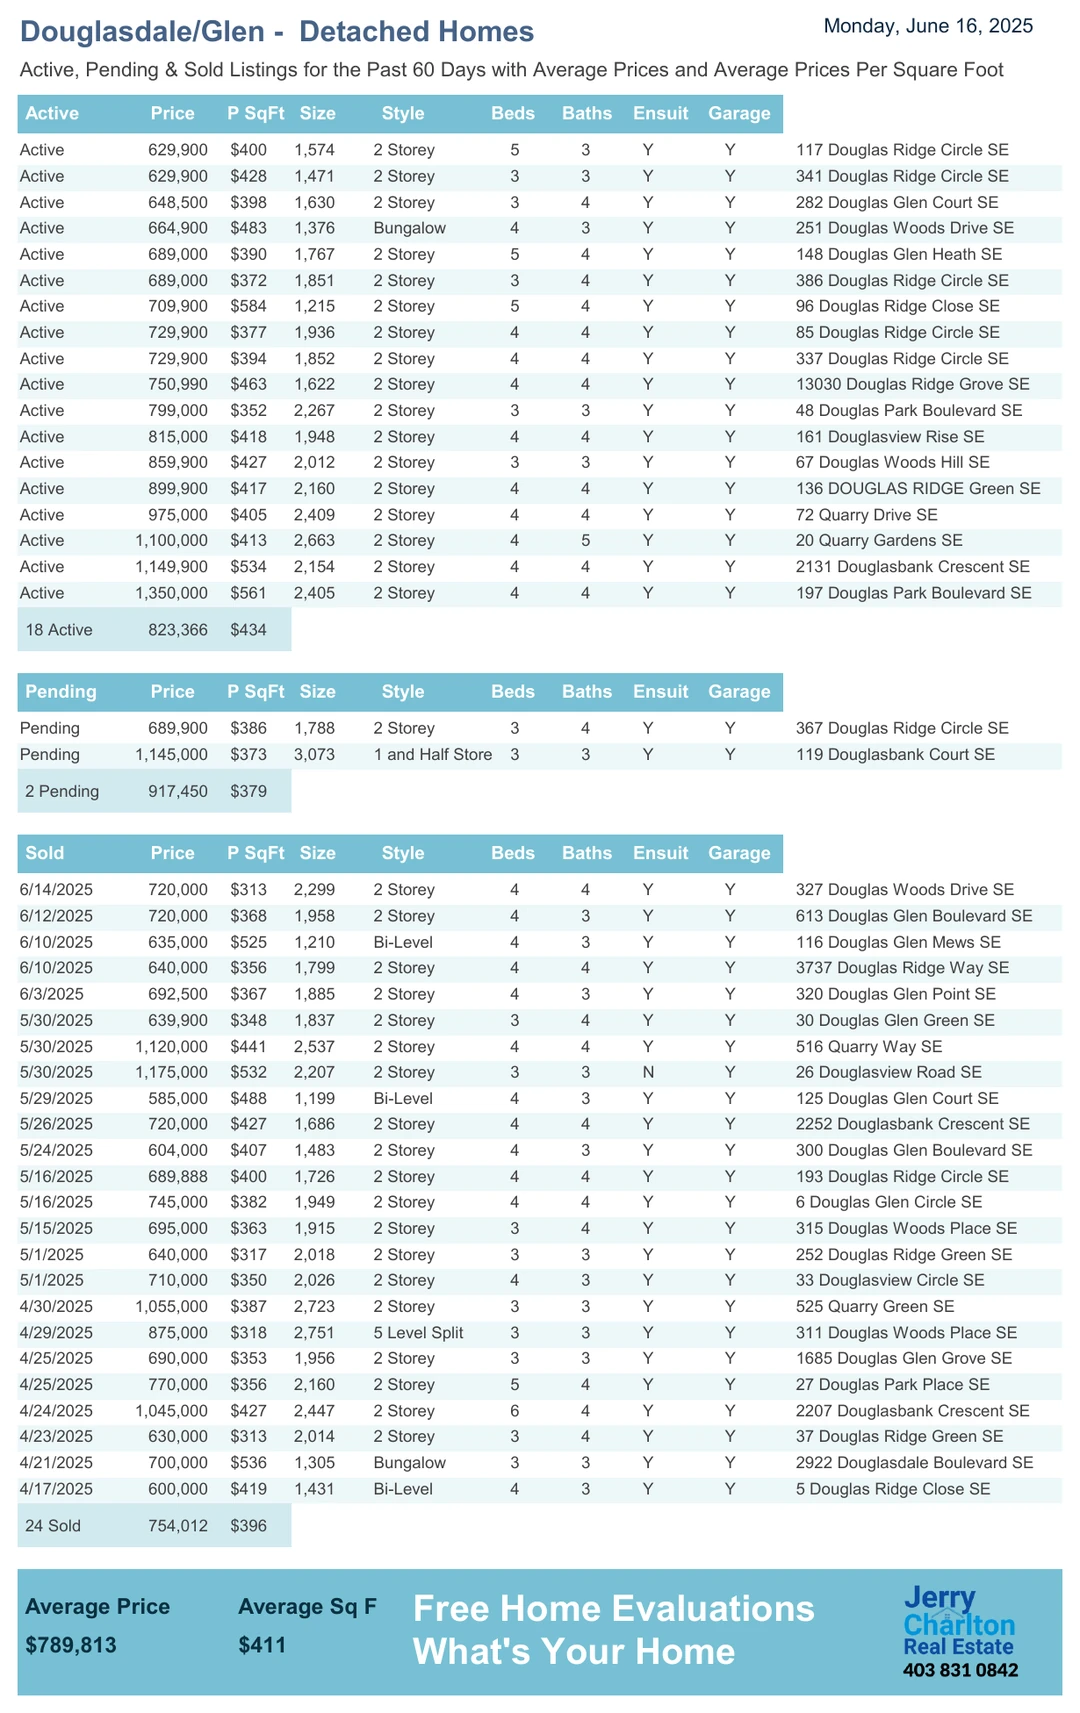 Douglasdale/Glen -  Detached Homes
Monday, June 16, 2025
Active, Pending & Sold Listings for the Past 60 Days with Average Prices and Average Prices Per Square Foot
Active Price P SqFt Size Style Beds Baths Ensuit Garage
Active 629,900 $400 1,574 2 Storey 5 3 Y Y 117 Douglas Ridge Circle SE
Active 629,900 $428 1,471 2 Storey 3 3 Y Y 341 Douglas Ridge Circle SE
Active 648,500 $398 1,630 2 Storey 3 4 Y Y 282 Douglas Glen Court SE
Active 664,900 $483 1,376 Bungalow 4 3 Y Y 251 Douglas Woods Drive SE
Active 689,000 $390 1,767 2 Storey 5 4 Y Y 148 Douglas Glen Heath SE
Active 689,000 $372 1,851 2 Storey 3 4 Y Y 386 Douglas Ridge Circle SE
Active 709,900 $584 1,215 2 Storey 5 4 Y Y 96 Douglas Ridge Close SE
Active 729,900 $377 1,936 2 Storey 4 4 Y Y 85 Douglas Ridge Circle SE
Active 729,900 $394 1,852 2 Storey 4 4 Y Y 337 Douglas Ridge Circle SE
Active 750,990 $463 1,622 2 Storey 4 4 Y Y 13030 Douglas Ridge Grove SE
Active 799,000 $352 2,267 2 Storey 3 3 Y Y 48 Douglas Park Boulevard SE
Active 815,000 $418 1,948 2 Storey 4 4 Y Y 161 Douglasview Rise SE
Active 859,900 $427 2,012 2 Storey 3 3 Y Y 67 Douglas Woods Hill SE
Active 899,900 $417 2,160 2 Storey 4 4 Y Y 136 DOUGLAS RIDGE Green SE
Active 975,000 $405 2,409 2 Storey 4 4 Y Y 72 Quarry Drive SE
Active 1,100,000 $413 2,663 2 Storey 4 5 Y Y 20 Quarry Gardens SE
Active 1,149,900 $534 2,154 2 Storey 4 4 Y Y 2131 Douglasbank Crescent SE
Active 1,350,000 $561 2,405 2 Storey 4 4 Y Y 197 Douglas Park Boulevard SE
18 Active 823,366 $434
Pending Price P SqFt Size Style Beds Baths Ensuit Garage
Pending 689,900 $386 1,788 2 Storey 3 4 Y Y 367 Douglas Ridge Circle SE
Pending 1,145,000 $373 3,073 1 and Half Store 3 3 Y Y 119 Douglasbank Court SE
2 Pending 917,450 $379
Sold Price P SqFt Size Style Beds Baths Ensuit Garage
6/14/2025 720,000 $313 2,299 2 Storey 4 4 Y Y 327 Douglas Woods Drive SE
6/12/2025 720,000 $368 1,958 2 Storey 4 3 Y Y 613 Douglas Glen Boulevard SE
6/10/2025 635,000 $525 1,210 Bi-Level 4 3 Y Y 116 Douglas Glen Mews SE
6/10/2025 640,000 $356 1,799 2 Storey 4 4 Y Y 3737 Douglas Ridge Way SE
6/3/2025 692,500 $367 1,885 2 Storey 4 3 Y Y 320 Douglas Glen Point SE
5/30/2025 639,900 $348 1,837 2 Storey 3 4 Y Y 30 Douglas Glen Green SE
5/30/2025 1,120,000 $441 2,537 2 Storey 4 4 Y Y 516 Quarry Way SE
5/30/2025 1,175,000 $532 2,207 2 Storey 3 3 N Y 26 Douglasview Road SE
5/29/2025 585,000 $488 1,199 Bi-Level 4 3 Y Y 125 Douglas Glen Court SE
5/26/2025 720,000 $427 1,686 2 Storey 4 4 Y Y 2252 Douglasbank Crescent SE
5/24/2025 604,000 $407 1,483 2 Storey 4 3 Y Y 300 Douglas Glen Boulevard SE
5/16/2025 689,888 $400 1,726 2 Storey 4 4 Y Y 193 Douglas Ridge Circle SE
5/16/2025 745,000 $382 1,949 2 Storey 4 4 Y Y 6 Douglas Glen Circle SE
5/15/2025 695,000 $363 1,915 2 Storey 3 4 Y Y 315 Douglas Woods Place SE
5/1/2025 640,000 $317 2,018 2 Storey 3 3 Y Y 252 Douglas Ridge Green SE
5/1/2025 710,000 $350 2,026 2 Storey 4 3 Y Y 33 Douglasview Circle SE
4/30/2025 1,055,000 $387 2,723 2 Storey 3 3 Y Y 525 Quarry Green SE
4/29/2025 875,000 $318 2,751 5 Level Split 3 3 Y Y 311 Douglas Woods Place SE
4/25/2025 690,000 $353 1,956 2 Storey 3 3 Y Y 1685 Douglas Glen Grove SE
4/25/2025 770,000 $356 2,160 2 Storey 5 4 Y Y 27 Douglas Park Place SE
4/24/2025 1,045,000 $427 2,447 2 Storey 6 4 Y Y 2207 Douglasbank Crescent SE
4/23/2025 630,000 $313 2,014 2 Storey 3 4 Y Y 37 Douglas Ridge Green SE
4/21/2025 700,000 $536 1,305 Bungalow 3 3 Y Y 2922 Douglasdale Boulevard SE
4/17/2025 600,000 $419 1,431 Bi-Level 4 3 Y Y 5 Douglas Ridge Close SE
24 Sold 754,012 $396
Average Price Average Sq F
$789,813 $411
Free Home Evaluations
What's Your Home
Jerry
Charlton
Real Estate
403 831 0842